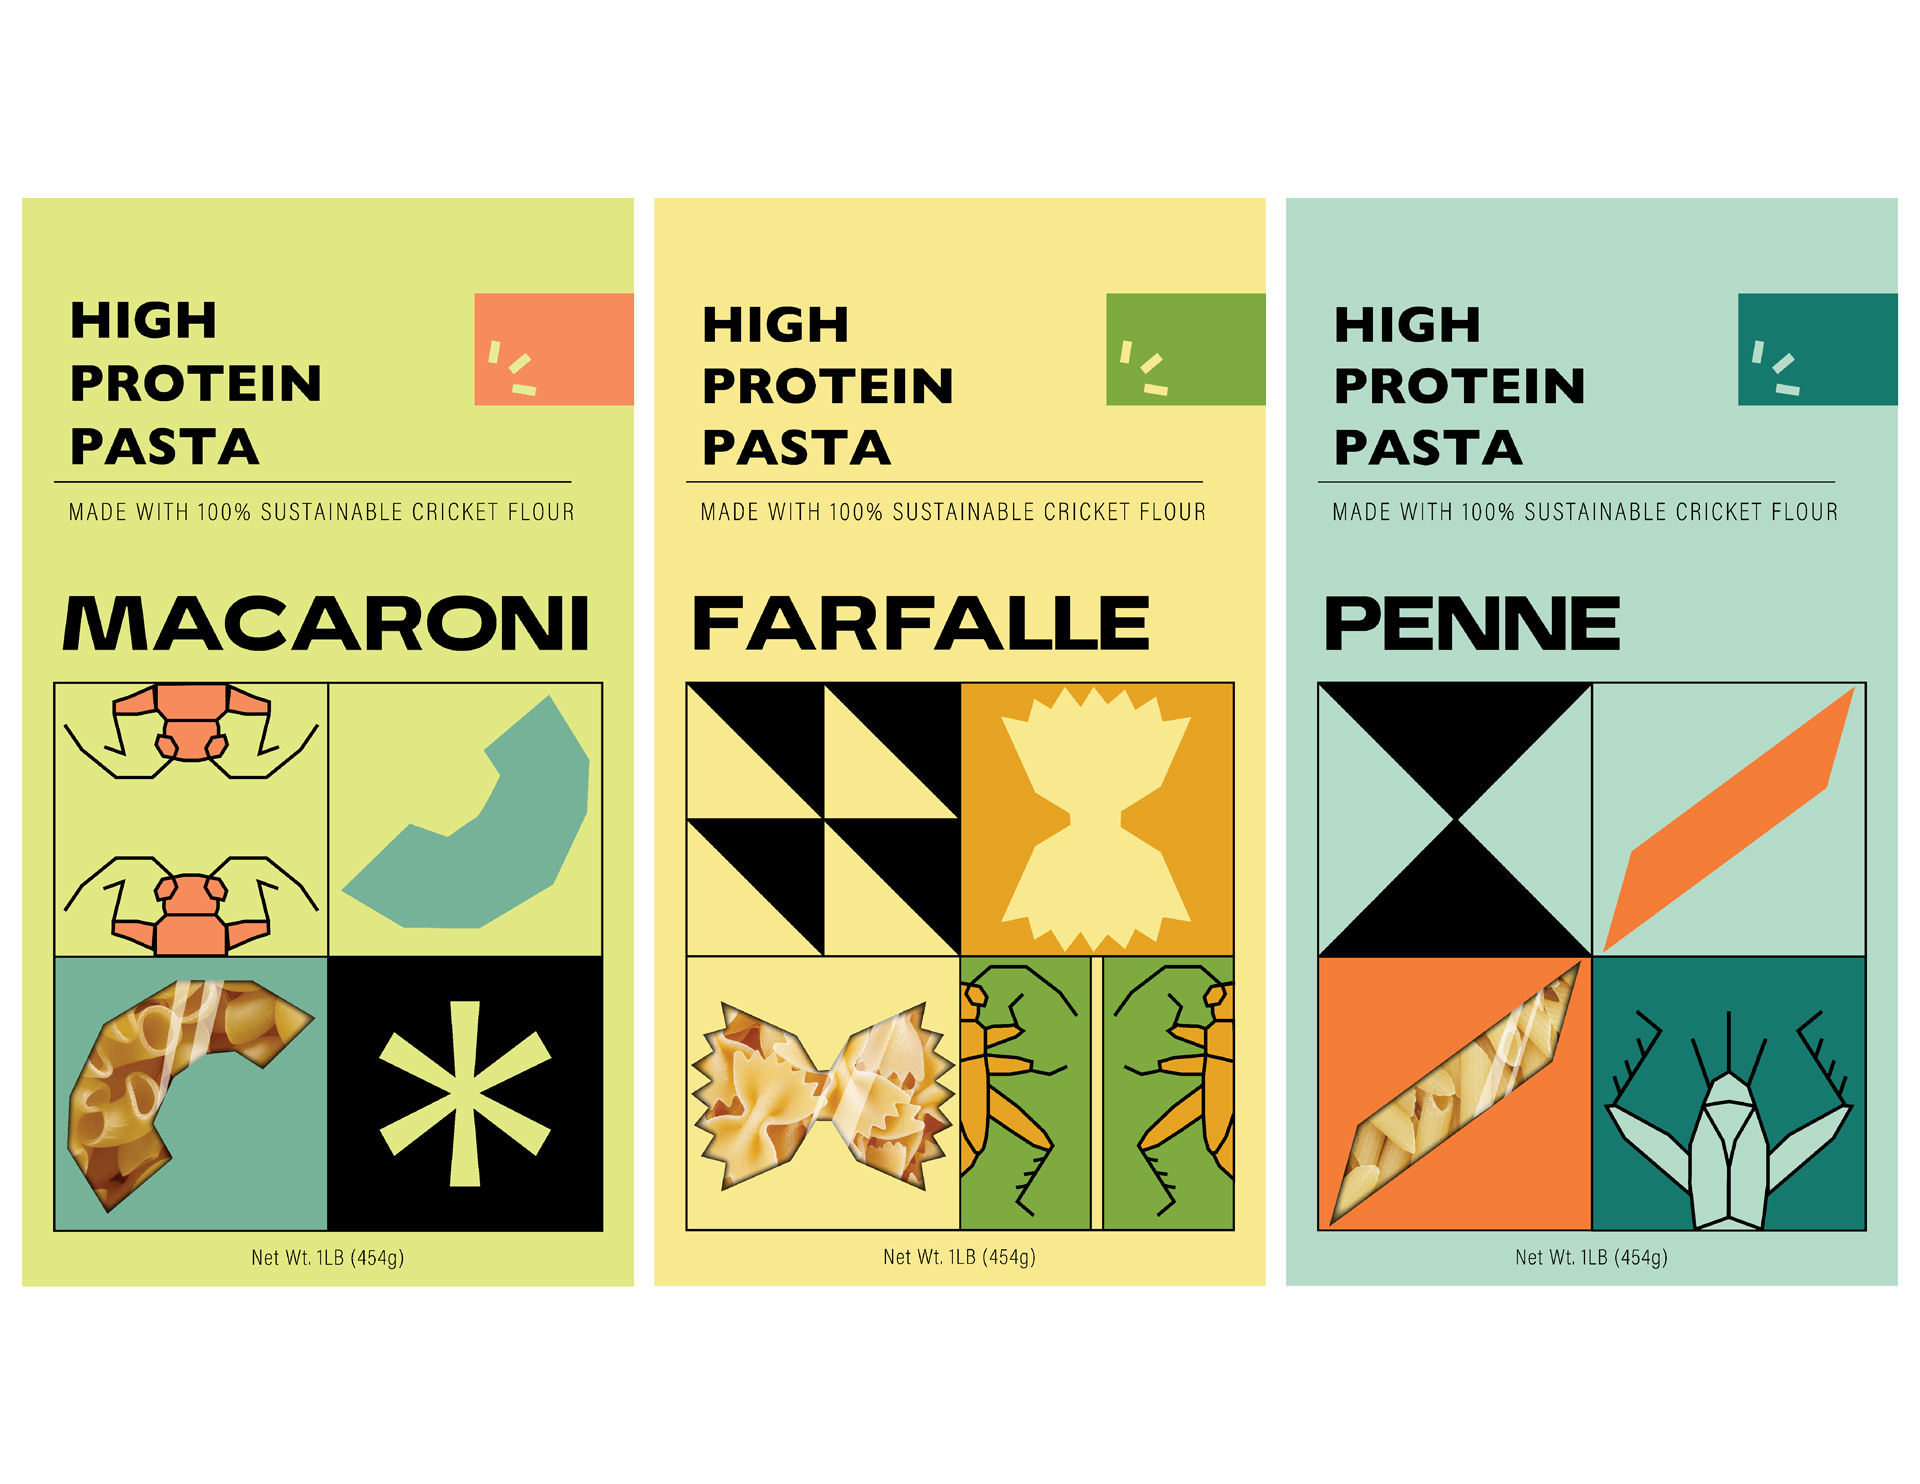 HIGH
PROTEIN
PASTA
MADE WITH 100% SUSTAINABLE CRICKET FLOUR
MACARONI
Net Wt. 1LB (454g)
HIGH
PROTEIN
PASTA
MADE WITH 100% SUSTAINABLE CRICKET FLOUR
FARFALLE
Net Wt. 1LB (454g)
HIGH
PROTEIN
PASTA
MADE WITH 100% SUSTAINABLE CRICKET FLOUR
PENNE
Net Wt. 1LB (454g)